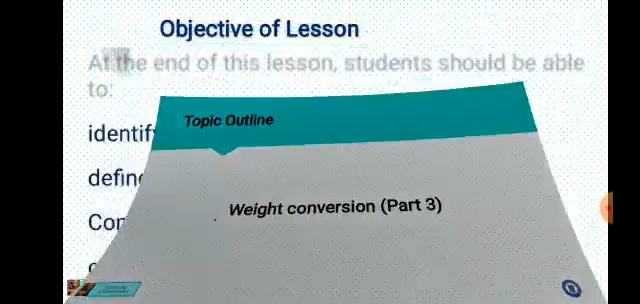 Objective of Lesson
At the end of this lesson, students should be able
to:
Topic Outline
Weight conversion (Part 3)